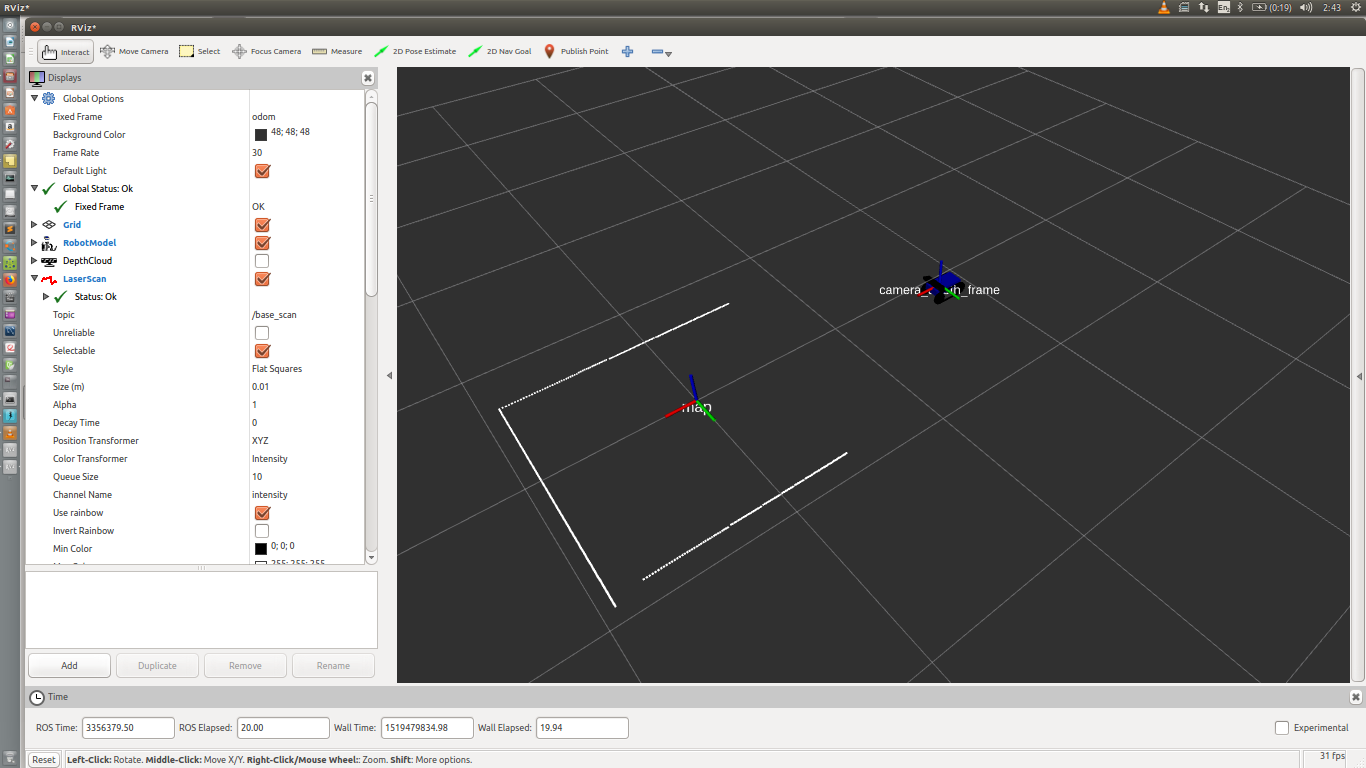 RViz*
En
(0:19)
2:43
RViz*
Interact Move Camera Select Focus Camera Measure 2D Pose Estimate 2D Nav Goal Publish Point
Displays
Global Options
Fixed Frame odom
Background Color 48; 48; 48
Frame Rate 30
Default Light
Global Status: Ok
Fixed Frame OK
Grid
RobotModel
DepthCloud
LaserScan
Status: Ok
Topic /base_scan
Unreliable
Selectable
Style Flat Squares
Size (m) 0.01
Alpha 1
Decay Time 0
Position Transformer XYZ
Color Transformer Intensity
Queue Size 10
Channel Name intensity
Use rainbow
Invert Rainbow
Min Color 0; 0; 0
255; 255; 255
map
Add Duplicate Remove Rename
Time
ROS Time: 3356379.50 ROS Elapsed: 20.00 Wall Time: 1519479834.98 Wall Elapsed: 19.94 Experimental
Reset Left-Click: Rotate. Middle-Click: Move X/Y. Right-Click/Mouse Wheel:: Zoom. Shift: More options. 31 fps